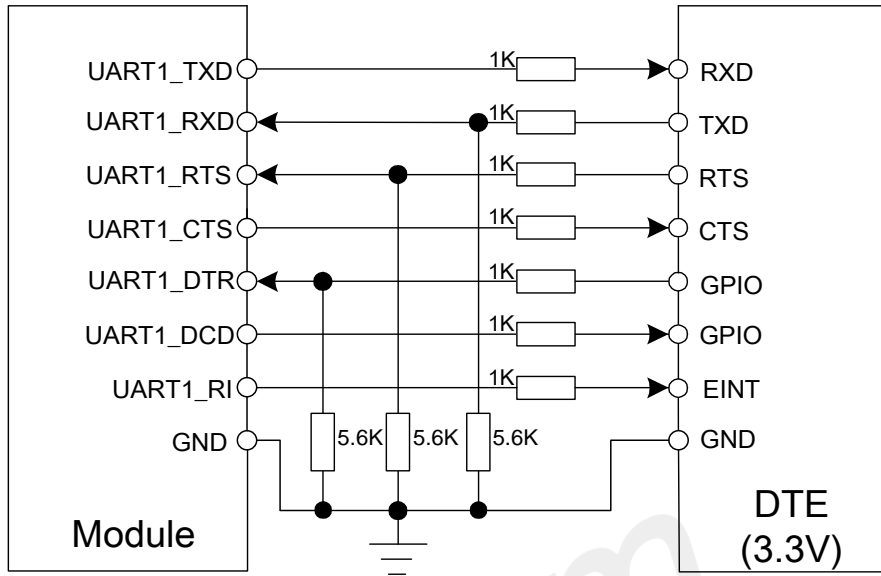 UART1_TXD 1K RXD
UART1_RXD 1K TXD
UART1_RTS 1K RTS
UART1_CTS 1K CTS
UART1_DTR 1K GPIO
UART1_DCD 1K GPIO
UART1_RI 1K EINT
GND 5.6K 5.6K 5.6K GND
Module
DTE
(3.3V)